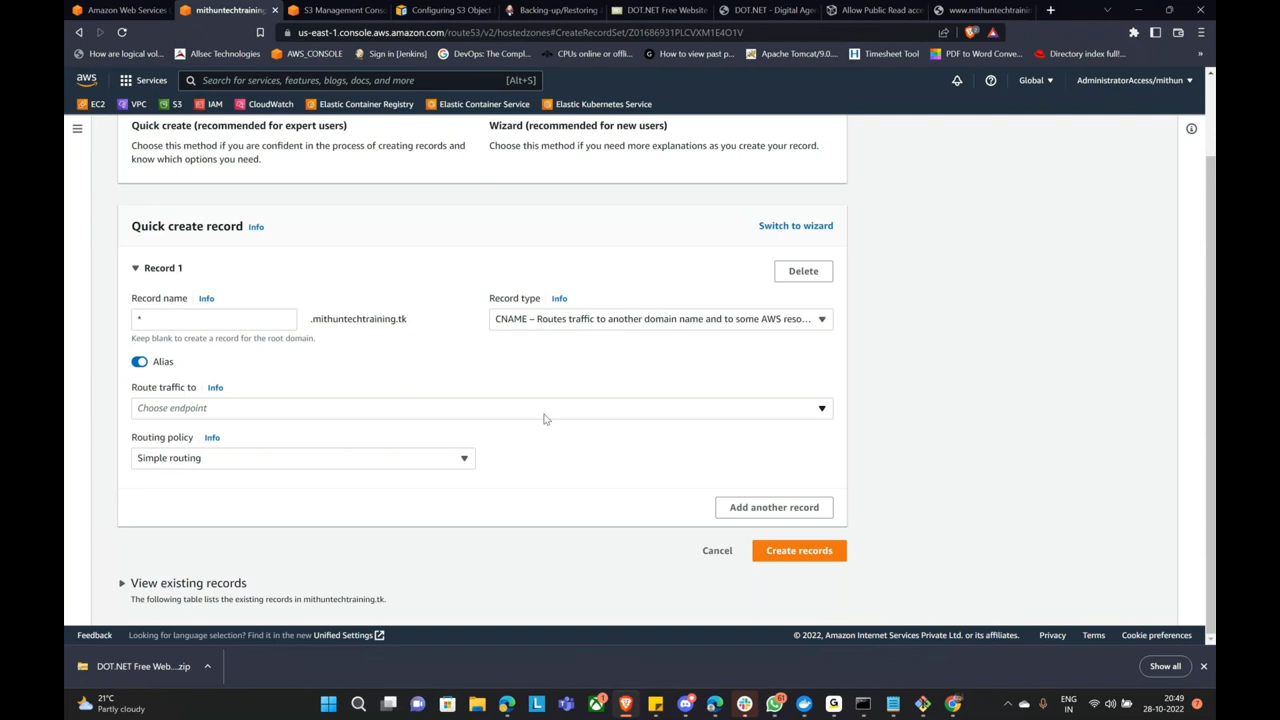 Amazon Web Services
mithuntechtraining
S3 Management Conso
Configuring S3 Object
Backing-up/Restoring
DOT.NET Free Website
DOT.NET - Digital Agen
Allow Public Read acce
www.mithuntechtrainin
us-east-1.console.aws.amazon.com/route53/v2/hostedzones#CreateRecordSet/Z01686931PLCVXM1E4O1V
How are logical vol...
Allsec Technologies
AWS_CONSOLE
Sign in [Jenkins]
DevOps: The Compl...
CPUs online or offlin...
How to view past p...
Apache Tomcat/9.0....
Timesheet Tool
PDF to Word Conve...
Directory index full:...
aws
Services
Search for services, features, blogs, docs, and more
[Alt+S]
Global
AdministratorAccess/mithun
EC2
VPC
S3
IAM
CloudWatch
Elastic Container Registry
Elastic Container Service
Elastic Kubernetes Service
Quick create (recommended for expert users)
Choose this method if you are confident in the process of creating records and
know which options you need.
Wizard (recommended for new users)
Choose this method if you need more explanations as you create your record.
Quick create record Info
Switch to wizard
Record 1
Delete
Record name Info
*
.mithuntechtraining.tk
Keep blank to create a record for the root domain.
Record type Info
CNAME – Routes traffic to another domain name and to some AWS reso...
Alias
Route traffic to Info
Choose endpoint
Routing policy Info
Simple routing
Add another record
Cancel
Create records
View existing records
The following table lists the existing records in mithuntechtraining.tk.
Feedback
Looking for language selection? Find it in the new Unified Settings
© 2022, Amazon Internet Services Private Ltd. or its affiliates.
Privacy
Terms
Cookie preferences
DOT.NET Free Web....zip
Show all
21°C
Partly cloudy
ENG
IN
20:49
28-10-2022